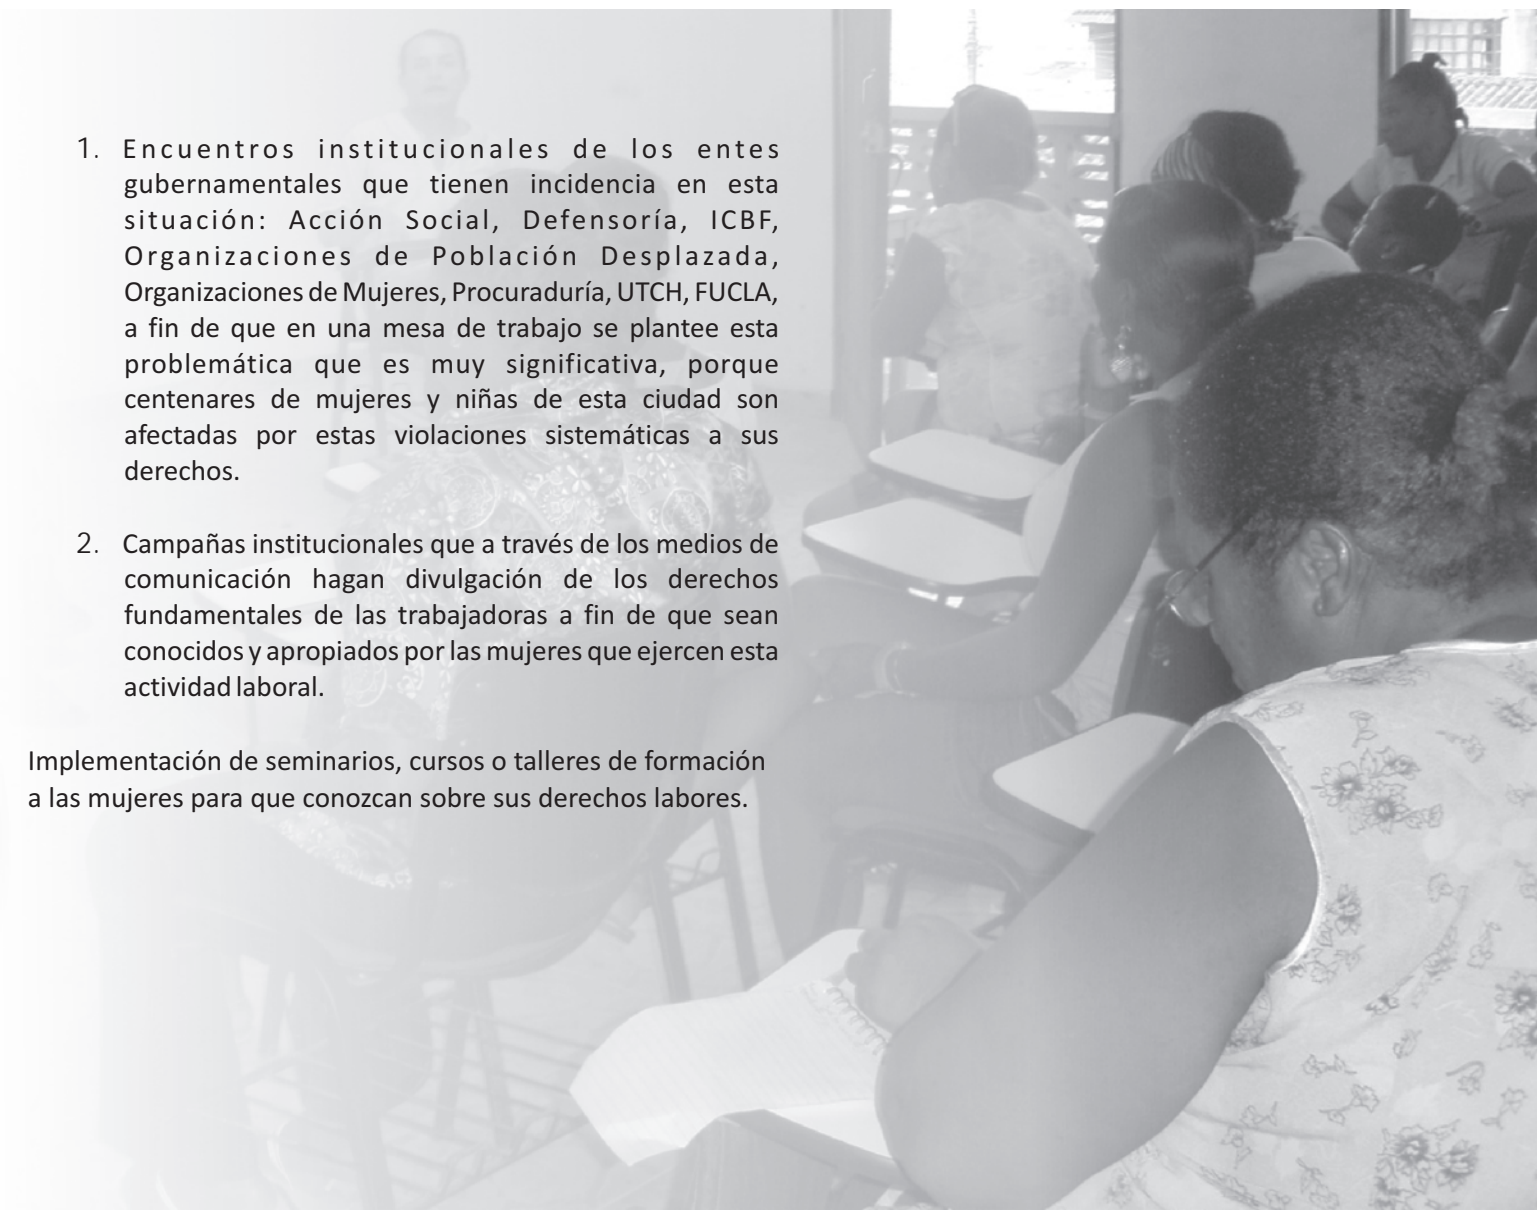 1. Encuentros institucionales de los entes
gubernamentales que tienen incidencia en esta
situación: Acción Social, Defensoría, ICBF,
Organizaciones de Población Desplazada,
Organizaciones de Mujeres, Procuraduría, UTCH, FUCLA,
a fin de que en una mesa de trabajo se plantee esta
problemática que es muy significativa, porque
centenares de mujeres y niñas de esta ciudad son
afectadas por estas violaciones sistemáticas a sus
derechos.
2. Campañas institucionales que a través de los medios de
comunicación hagan divulgación de los derechos
fundamentales de las trabajadoras a fin de que sean
conocidos y apropiados por las mujeres que ejercen esta
actividad laboral.
Implementación de seminarios, cursos o talleres de formación
a las mujeres para que conozcan sobre sus derechos labores.